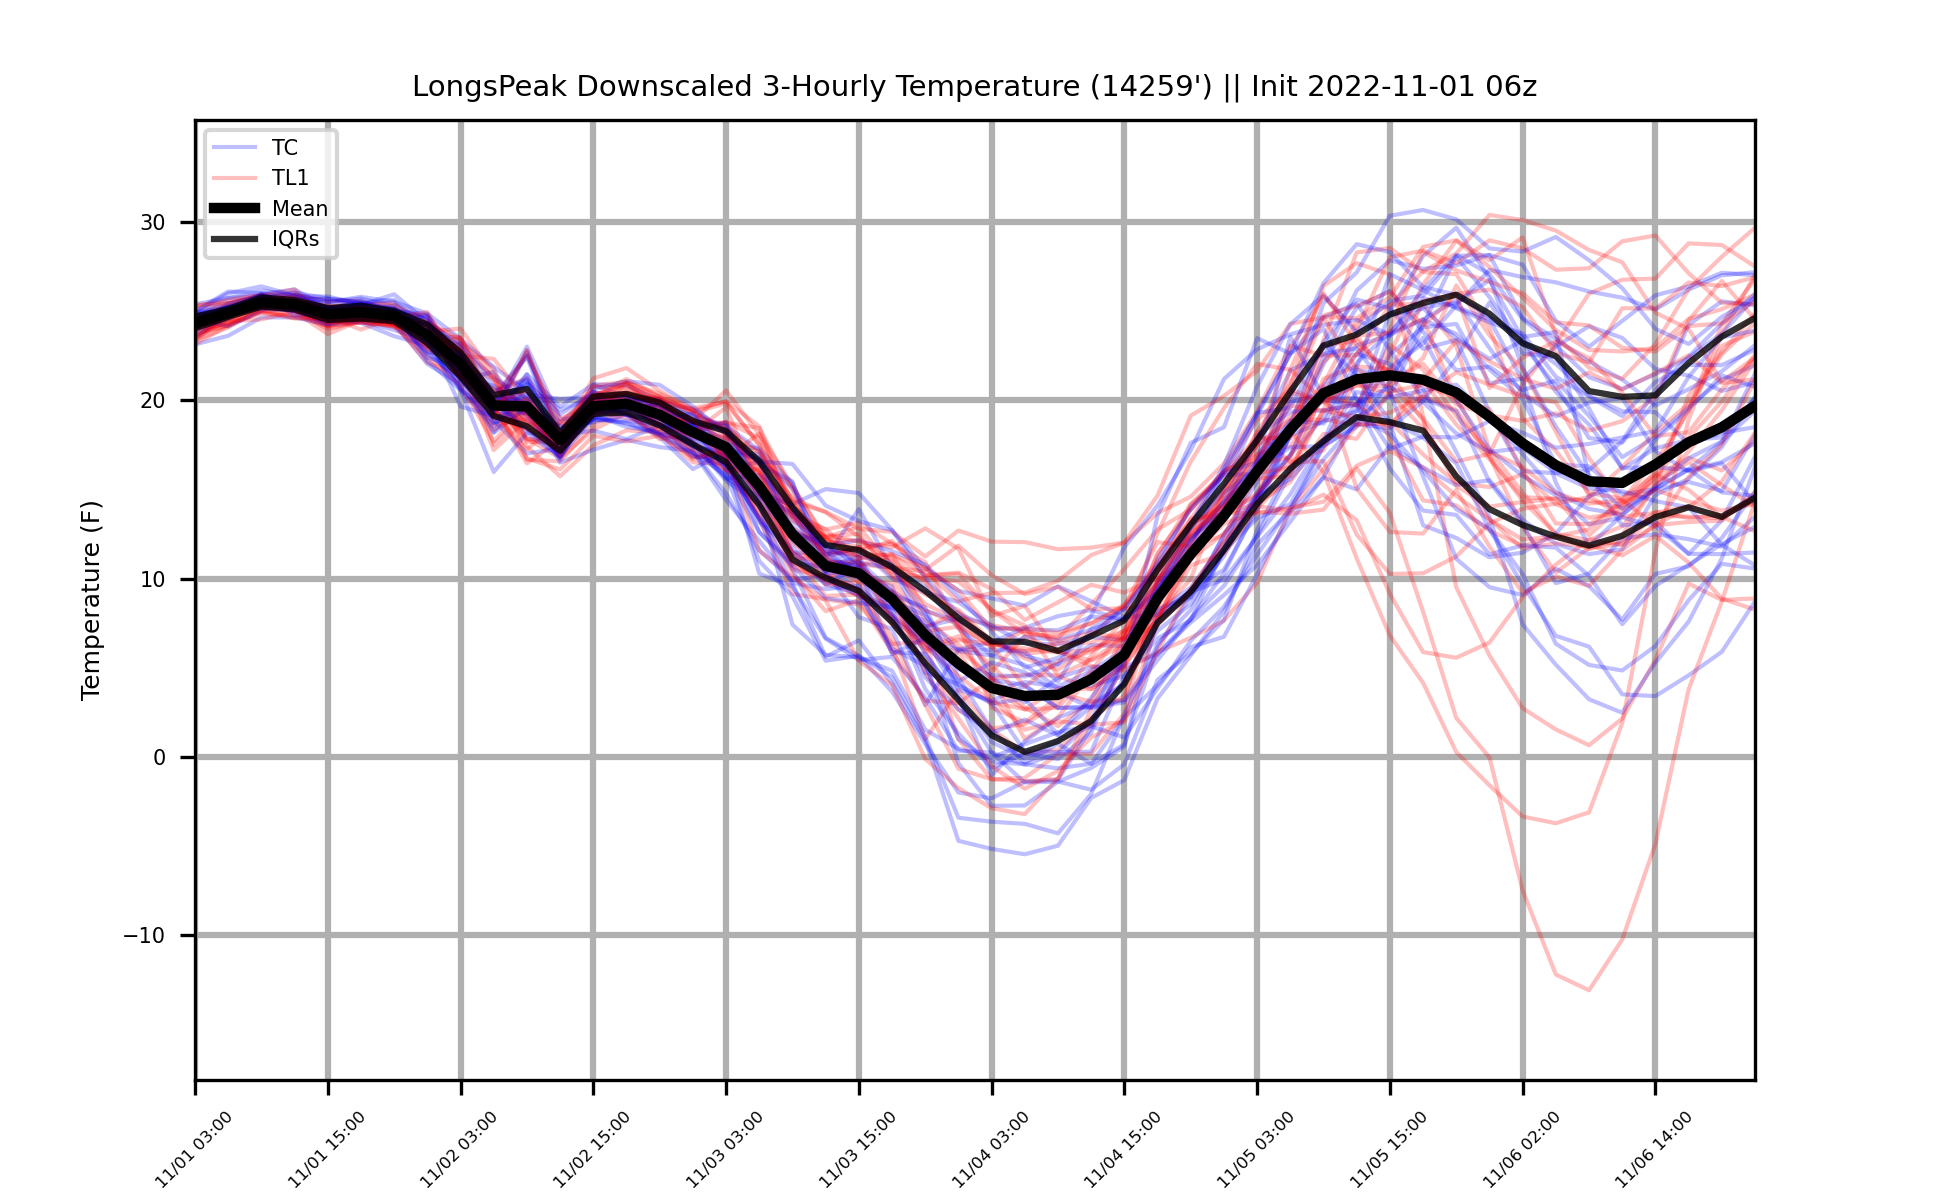 LongsPeak Downscaled 3-Hourly Temperature (14259') || Init 2022-11-01 06z
TC
TL1
Mean
IQRs
Temperature (F)
30
20
10
0
−10
11/01 03:00
11/01 15:00
11/02 03:00
11/02 15:00
11/03 03:00
11/03 15:00
11/04 03:00
11/04 15:00
11/05 03:00
11/05 15:00
11/06 02:00
11/06 14:00